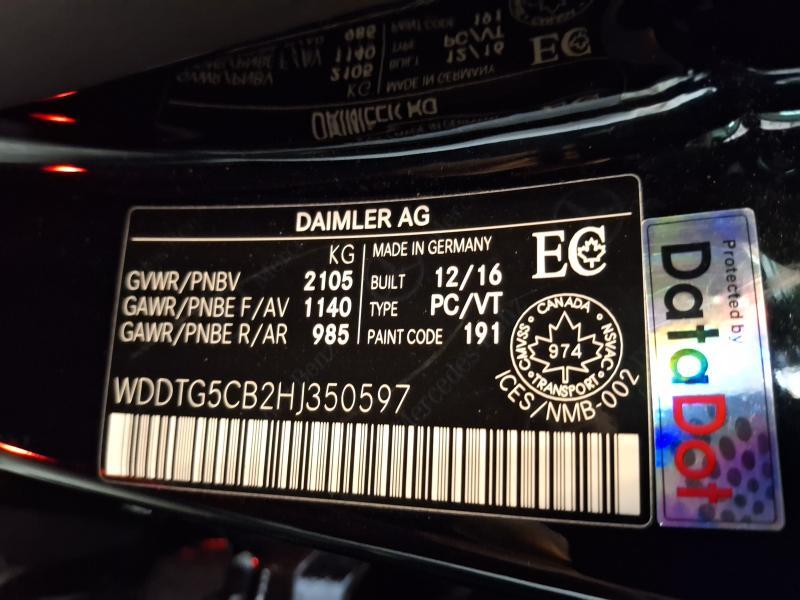 DAIMLER AG
KG
GVWR/PNBV 2105
GAWR/PNBE F/AV 1140
GAWR/PNBE R/AR 985
MADE IN GERMANY
BUILT 12/16
TYPE PC/VT
PAINT CODE 191
EC
CANADA
CMVSS NSVAC
974
TRANSPORT
ICES/NMB-002
WDDTG5CB2HJ350597
Protected by
DataDot